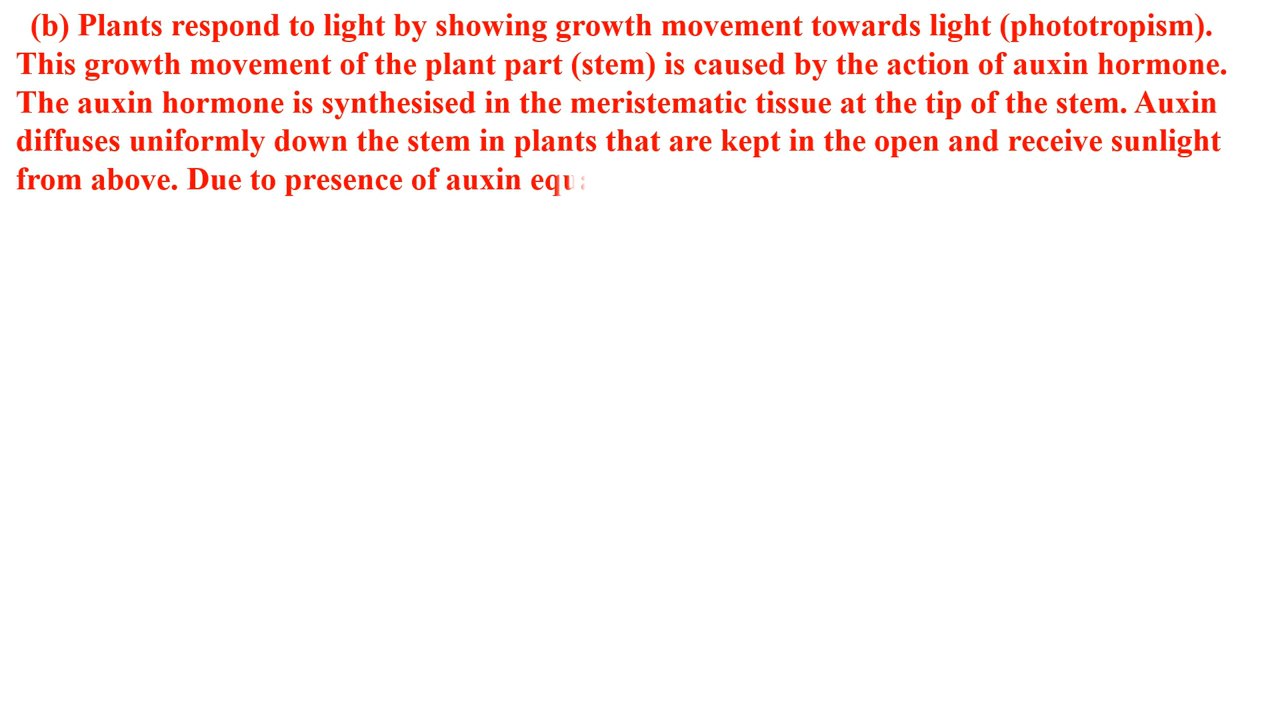 (b) Plants respond to light by showing growth movement towards light (phototropism).
This growth movement of the plant part (stem) is caused by the action of auxin hormone.
The auxin hormone is synthesised in the meristematic tissue at the tip of the stem. Auxin
diffuses uniformly down the stem in plants that are kept in the open and receive sunlight
from above. Due to presence of auxin